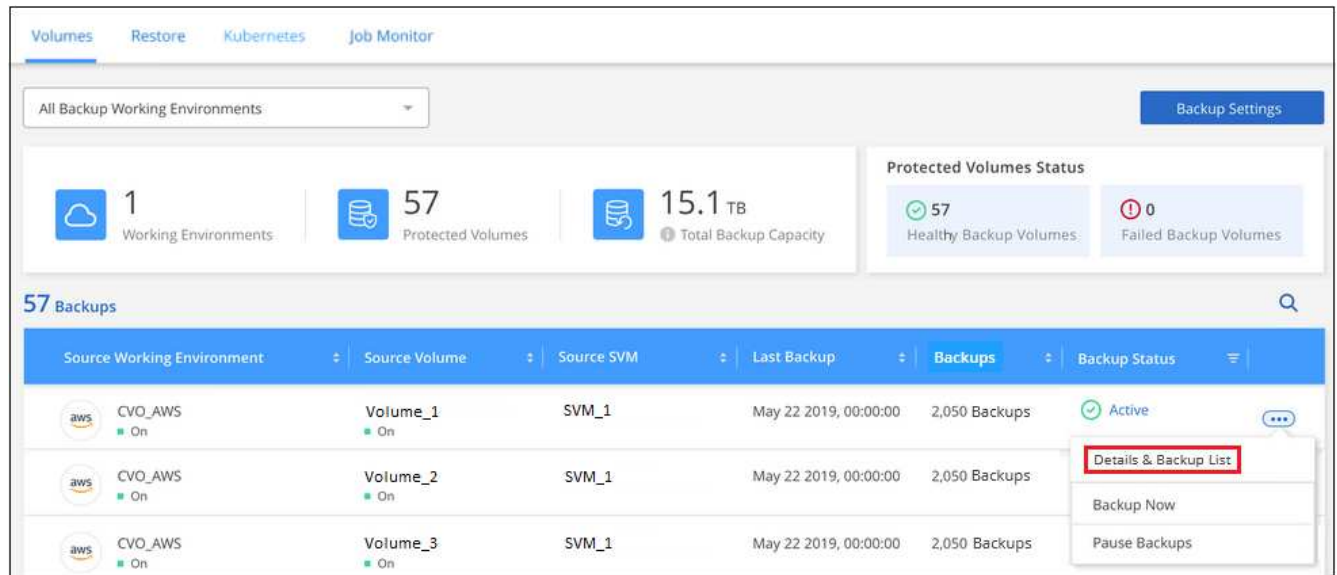 Volumes Restore Kubernetes Job Monitor
All Backup Working Environments
Backup Settings
1
Working Environments
57
Protected Volumes
15.1 TB
Total Backup Capacity
Protected Volumes Status
57
Healthy Backup Volumes
0
Failed Backup Volumes
57 Backups
Source Working Environment Source Volume Source SVM Last Backup Backups Backup Status
aws CVO_AWS Volume_1 SVM_1 May 22 2019, 00:00:00 2,050 Backups Active
On On
Details & Backup List
aws CVO_AWS Volume_2 SVM_1 May 22 2019, 00:00:00 2,050 Backups
On On
Backup Now
aws CVO_AWS Volume_3 SVM_1 May 22 2019, 00:00:00 2,050 Backups
Pause Backups
On On